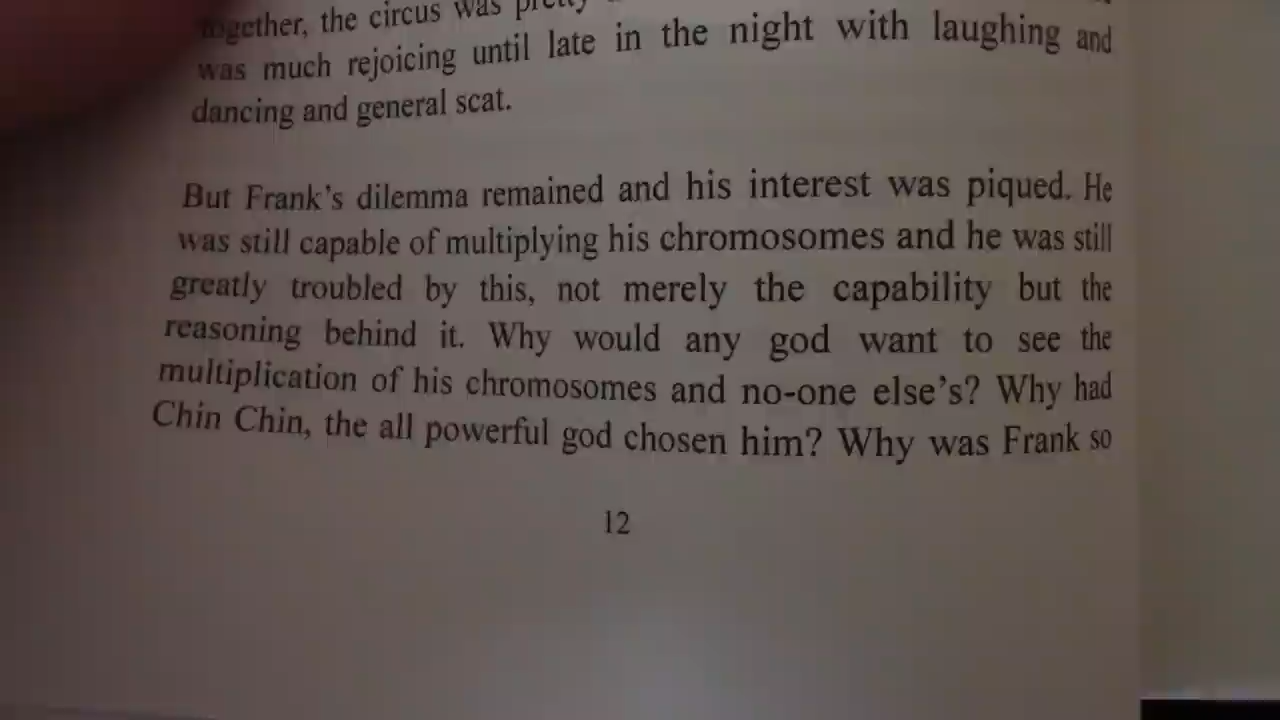 together, the circus was pretty
was much rejoicing until late in the night with laughing and
dancing and general scat.
But Frank's dilemma remained and his interest was piqued. He
was still capable of multiplying his chromosomes and he was still
greatly troubled by this, not merely the capability but the
reasoning behind it. Why would any god want to see the
multiplication of his chromosomes and no-one else's? Why had
Chin Chin, the all powerful god chosen him? Why was Frank so
12